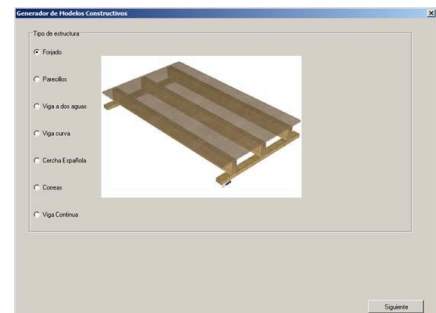 Generador de Modelos Constructivos
Tipo de estructura
Forjado
Parecillos
Viga a dos aguas
Viga curva
Cercha Española
Correas
Viga Continua
Siguiente